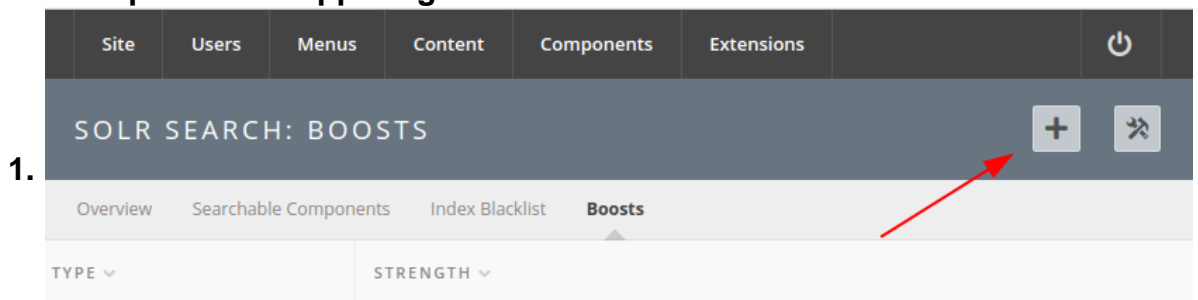 Site Users Menus Content Components Extensions
SOLR SEARCH: BOOSTS
1.
Overview Searchable Components Index Blacklist Boosts
TYPE STRENGTH